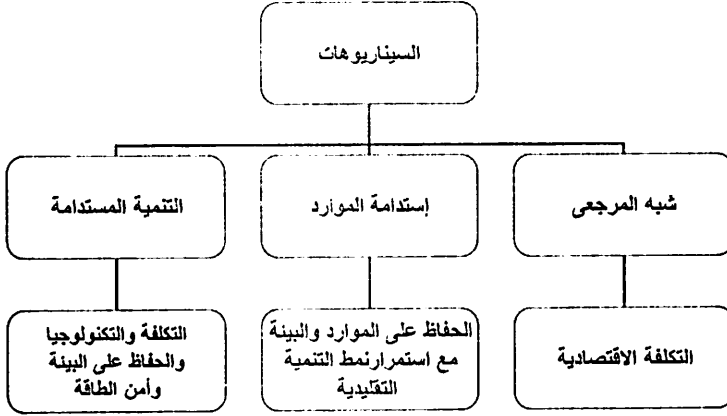 السيناريوهات
شبه المرجعى
إستدامة الموارد
التنمية المستدامة
التكلفة الاقتصادية
الحفاظ على الموارد والبيئة
مع استمرارنمط التنمية
التقليدية
التكلفة والتكنولوجيا
والحفاظ على البيئة
وأمن الطاقة